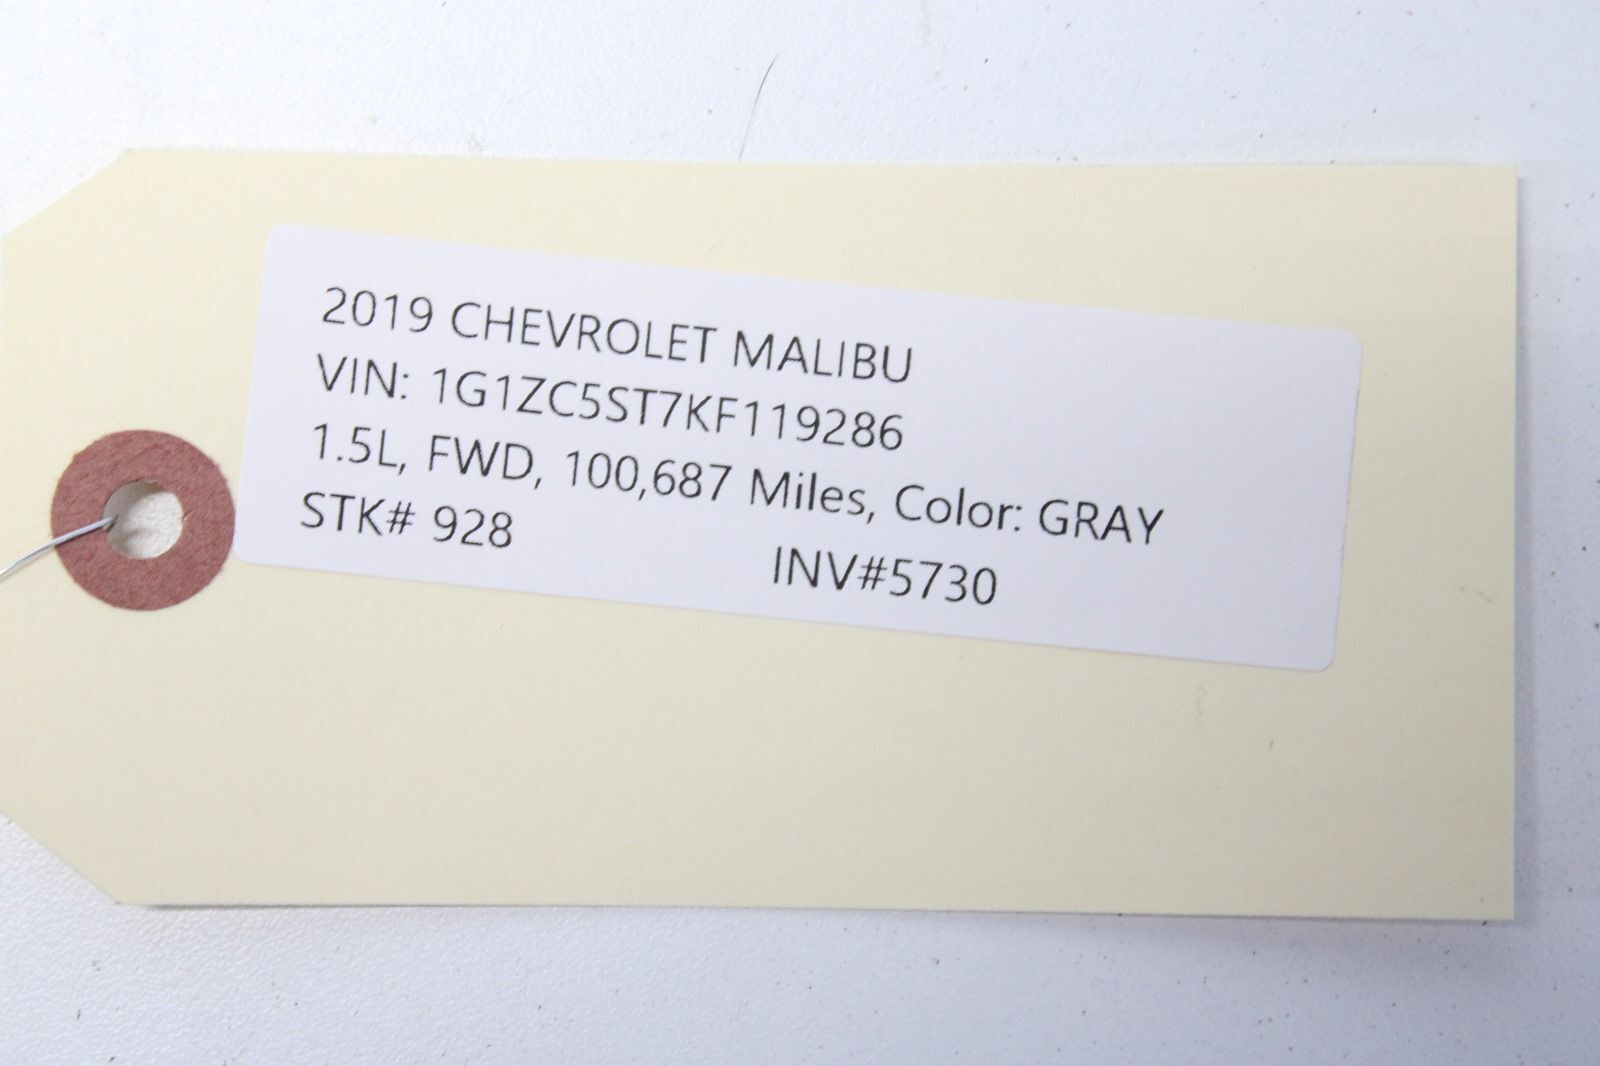 2019 CHEVROLET MALIBU
VIN: 1G1ZC5ST7KF119286
1.5L, FWD, 100,687 Miles, Color: GRAY
STK# 928 INV#5730